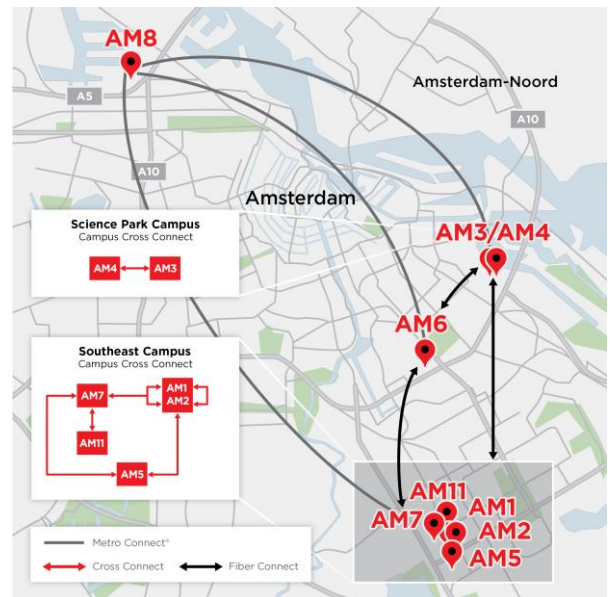 AM8
A5
A10
Amsterdam-Noord
A10
Amsterdam
Science Park Campus
Campus Cross Connect
AM4
AM3
AM3/AM4
AM6
Southeast Campus
Campus Cross Connect
AM7
AM1
AM2
AM11
AM5
AM11
AM1
AM7
AM2
AM5
Metro Connect®
Cross Connect
Fiber Connect